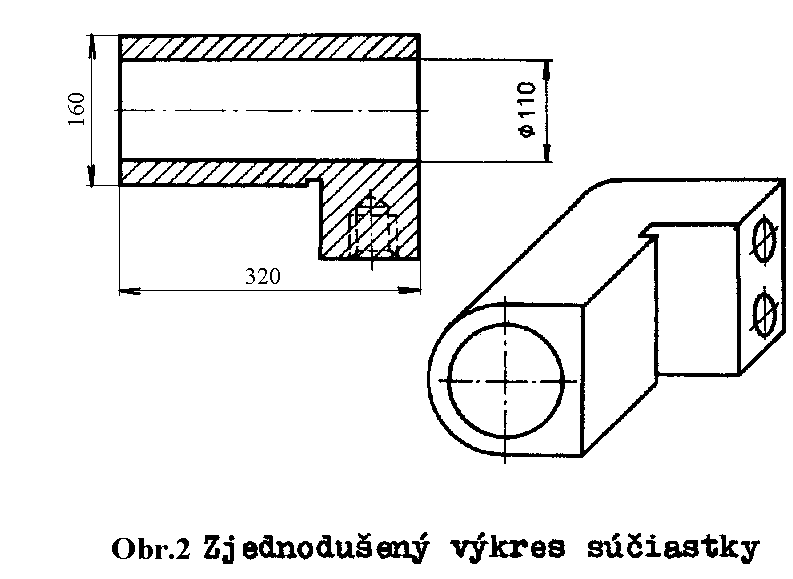 160
ϕ110
320
Obr.2 Zjednodušený výkres súčiastky